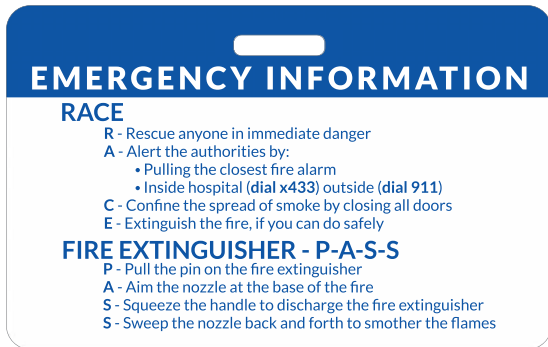 EMERGENCY INFORMATION
RACE
R - Rescue anyone in immediate danger
A - Alert the authorities by:
• Pulling the closest fire alarm
• Inside hospital (dial x433) outside (dial 911)
C - Confine the spread of smoke by closing all doors
E - Extinguish the fire, if you can do safely
FIRE EXTINGUISHER - P-A-S-S
P - Pull the pin on the fire extinguisher
A - Aim the nozzle at the base of the fire
S - Squeeze the handle to discharge the fire extinguisher
S - Sweep the nozzle back and forth to smother the flames